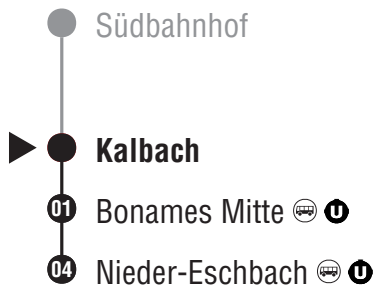 Südbahnhof
Kalbach
01 Bonames Mitte U
04 Nieder-Eschbach U